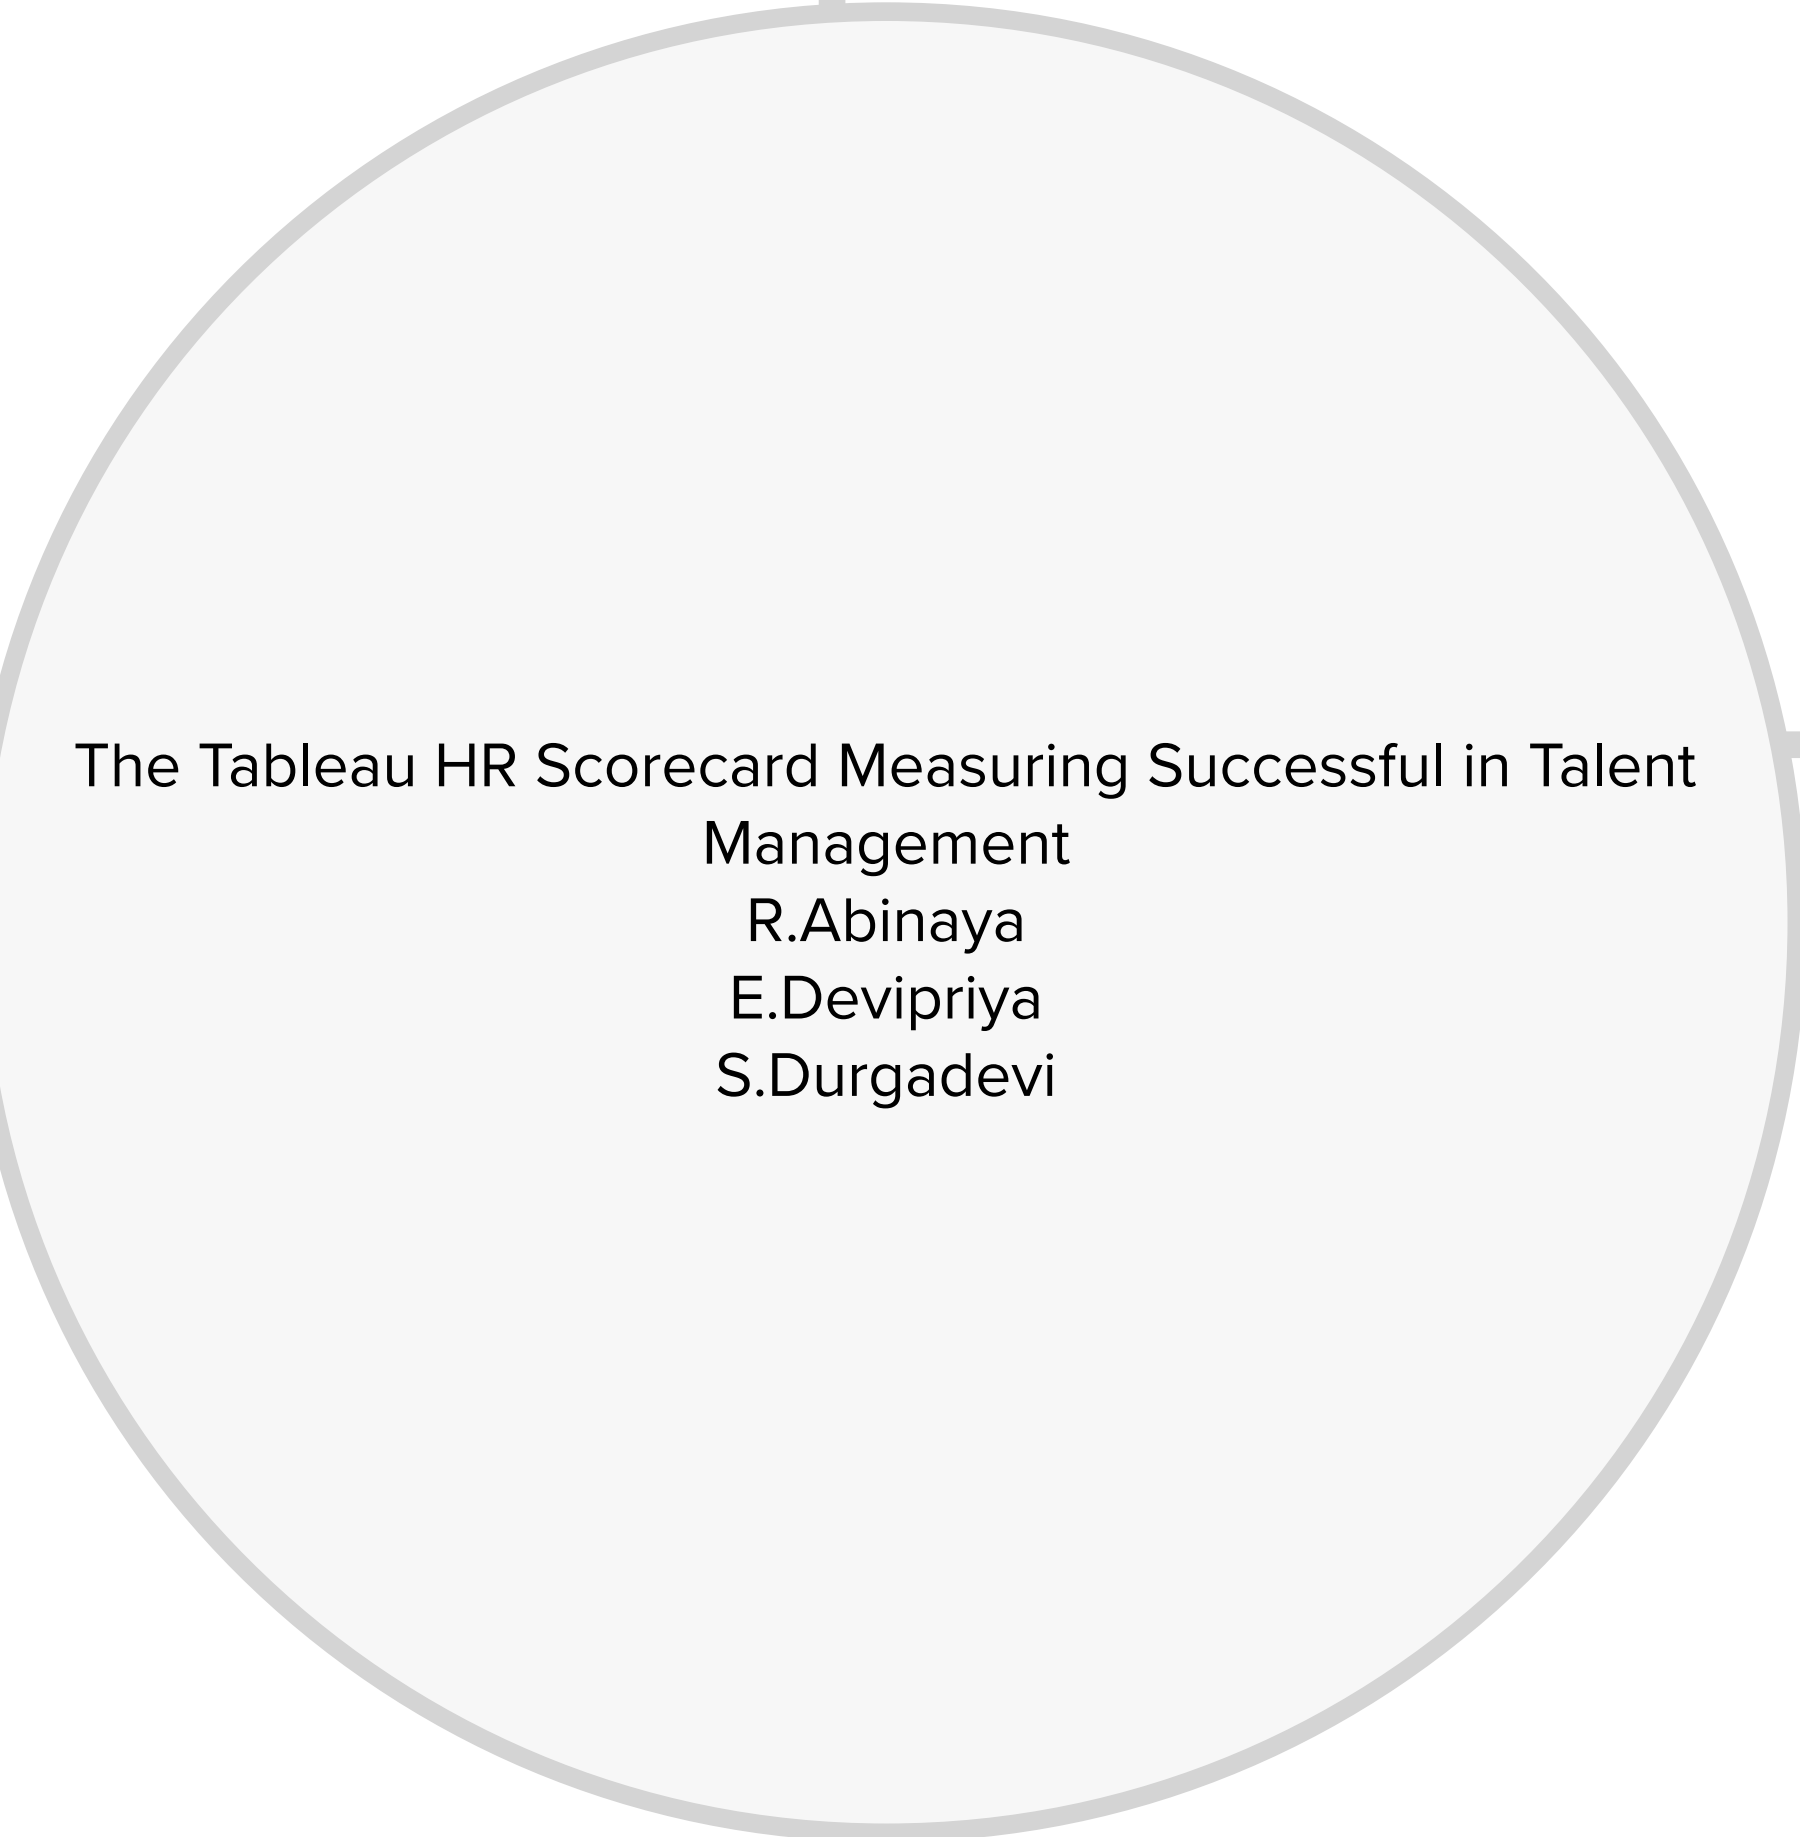 The Tableau HR Scorecard Measuring Successful in Talent
Management
R.Abinaya
E.Devipriya
S.Durgadevi